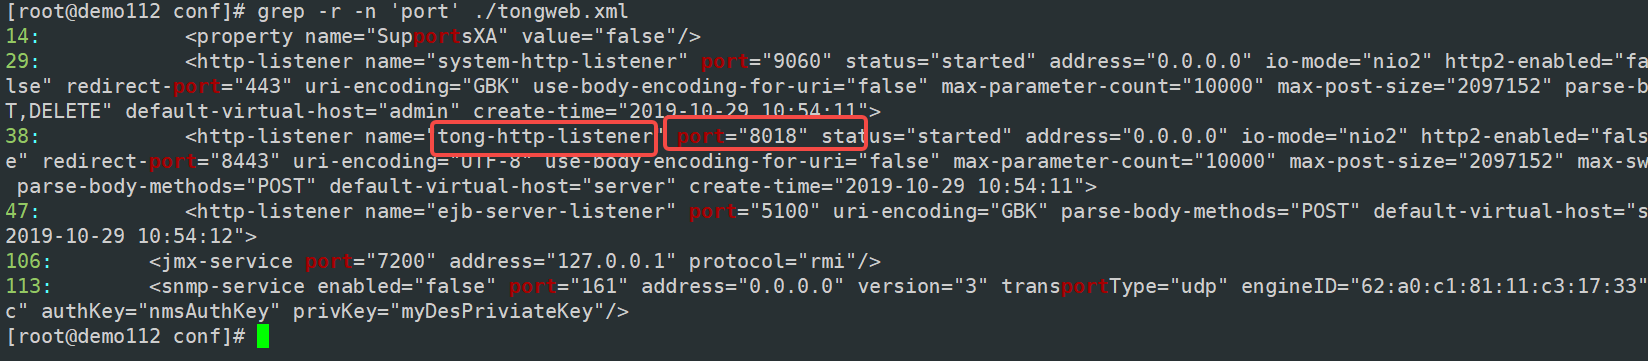 [root@demo112 conf]# grep -r -n 'port' ./tongweb.xml
14:            <property name="SupportsXA" value="false"/>
29:            <http-listener name="system-http-listener" port="9060" status="started" address="0.0.0.0" io-mode="nio2" http2-enabled="fa
lse" redirect-port="443" uri-encoding="GBK" use-body-encoding-for-uri="false" max-parameter-count="10000" max-post-size="2097152" parse-b
T,DELETE" default-virtual-host="admin" create-time="2019-10-29 10:54:11">
38:            <http-listener name="tong-http-listener" port="8018" status="started" address="0.0.0.0" io-mode="nio2" http2-enabled="fals
e" redirect-port="8443" uri-encoding="UTF-8" use-body-encoding-for-uri="false" max-parameter-count="10000" max-post-size="2097152" max-sw
 parse-body-methods="POST" default-virtual-host="server" create-time="2019-10-29 10:54:11">
47:            <http-listener name="ejb-server-listener" port="5100" uri-encoding="GBK" parse-body-methods="POST" default-virtual-host="s
2019-10-29 10:54:12">
106:         <jmx-service port="7200" address="127.0.0.1" protocol="rmi"/>
113:         <snmp-service enabled="false" port="161" address="0.0.0.0" version="3" transportType="udp" engineID="62:a0:c1:81:11:c3:17:33"
c" authKey="nmsAuthKey" privKey="myDesPriviateKey"/>
[root@demo112 conf]#